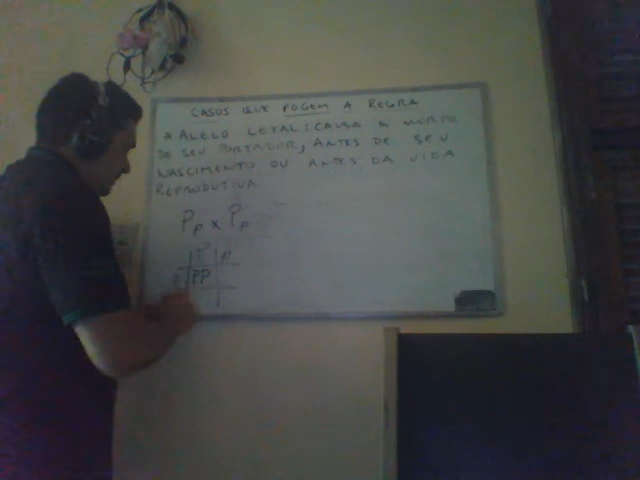 CASOS QUE FOGEM A REGRA
* ALELO LETAL: CAUSA A MORTE
DE SEU PORTADOR, ANTES DE SEU
NASCIMENTO OU ANTES DA VIDA
REPRODUTIVA
Pp x Pp
P p
PP